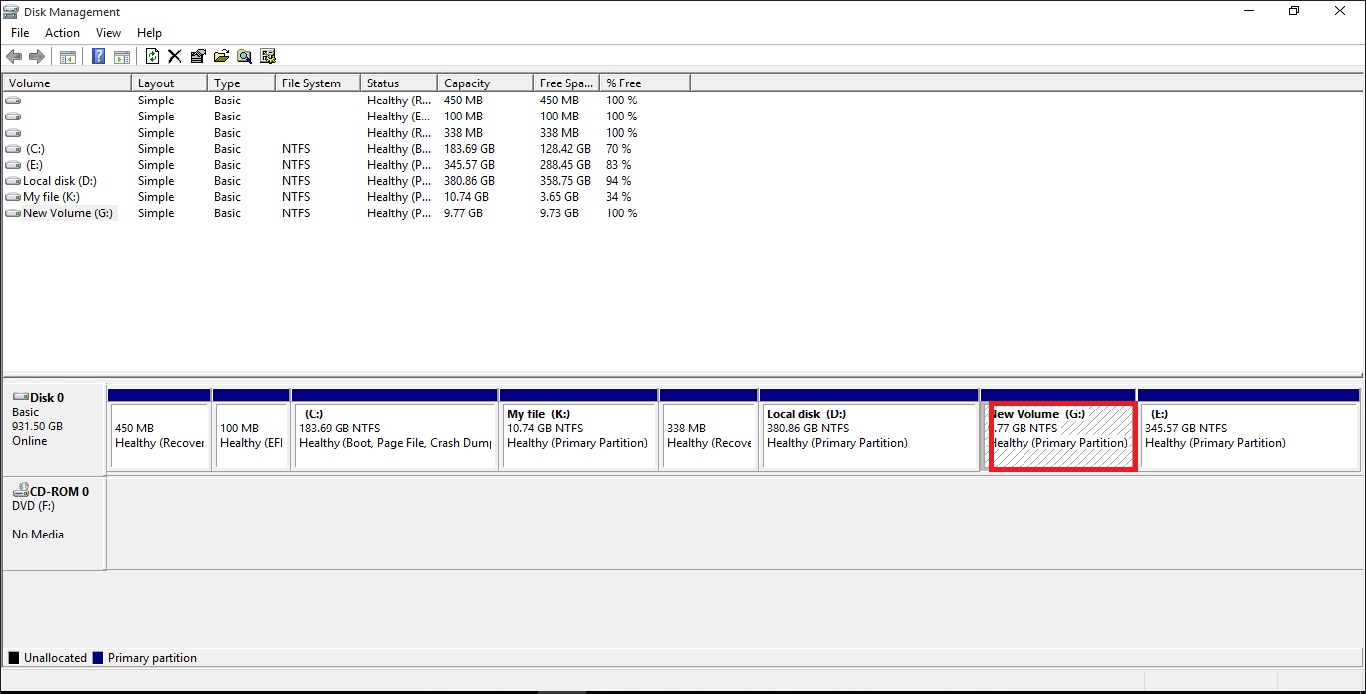 Disk Management
File Action View Help
Volume Layout Type File System Status Capacity Free Spa... % Free
Simple Basic Healthy (R... 450 MB 450 MB 100 %
Simple Basic Healthy (E... 100 MB 100 MB 100 %
Simple Basic Healthy (R... 338 MB 338 MB 100 %
(C:) Simple Basic NTFS Healthy (B... 183.69 GB 128.42 GB 70 %
(E:) Simple Basic NTFS Healthy (P... 345.57 GB 288.45 GB 83 %
Local disk (D:) Simple Basic NTFS Healthy (P... 380.86 GB 358.75 GB 94 %
My file (K:) Simple Basic NTFS Healthy (P... 10.74 GB 3.65 GB 34 %
New Volume (G:) Simple Basic NTFS Healthy (P... 9.77 GB 9.73 GB 100 %
Disk 0
Basic
931.50 GB
Online
450 MB
Healthy (Recover
100 MB
Healthy (EFI
(C:)
183.69 GB NTFS
Healthy (Boot, Page File, Crash Dump
My file (K:)
10.74 GB NTFS
Healthy (Primary Partition)
338 MB
Healthy (Recove
Local disk (D:)
380.86 GB NTFS
Healthy (Primary Partition)
New Volume (G:)
.77 GB NTFS
Healthy (Primary Partition)
(E:)
345.57 GB NTFS
Healthy (Primary Partition)
CD-ROM 0
DVD (F:)
No Media
Unallocated Primary partition